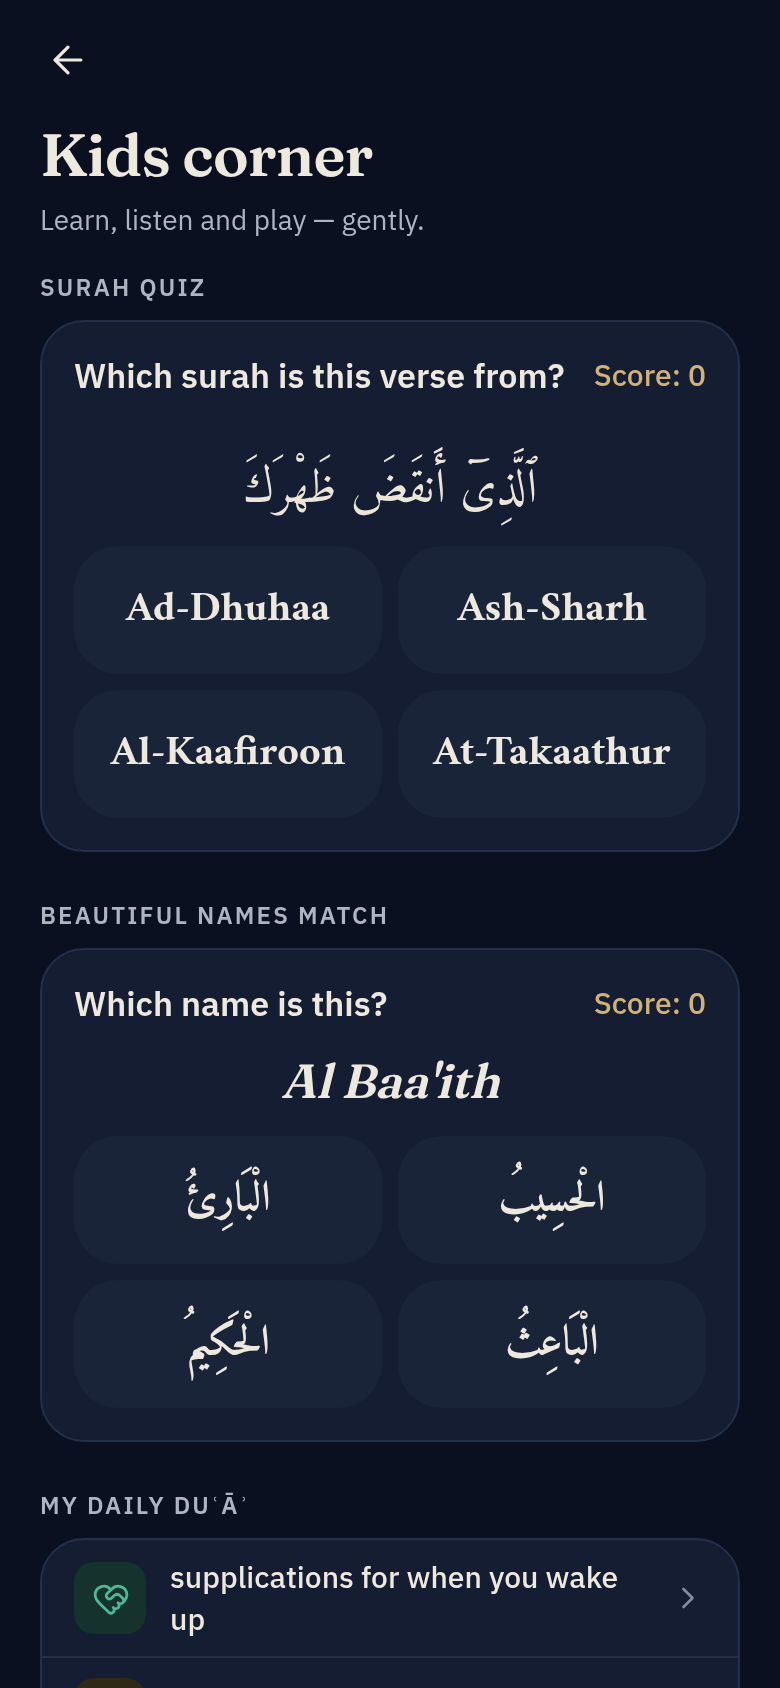 Kids corner
Learn, listen and play — gently.
SURAH QUIZ
Which surah is this verse from?
Score: 0
ٱلَّذِىٓ أَنقَضَ ظَهْرَكَ
Ad-Dhuhaa
Ash-Sharh
Al-Kaafiroon
At-Takaathur
BEAUTIFUL NAMES MATCH
Which name is this?
Score: 0
Al Baa'ith
الْبَارِئُ
الْحَسِيبُ
الْحَكِيمُ
الْبَاعِثُ
MY DAILY DUʿĀʾ
supplications for when you wake
up